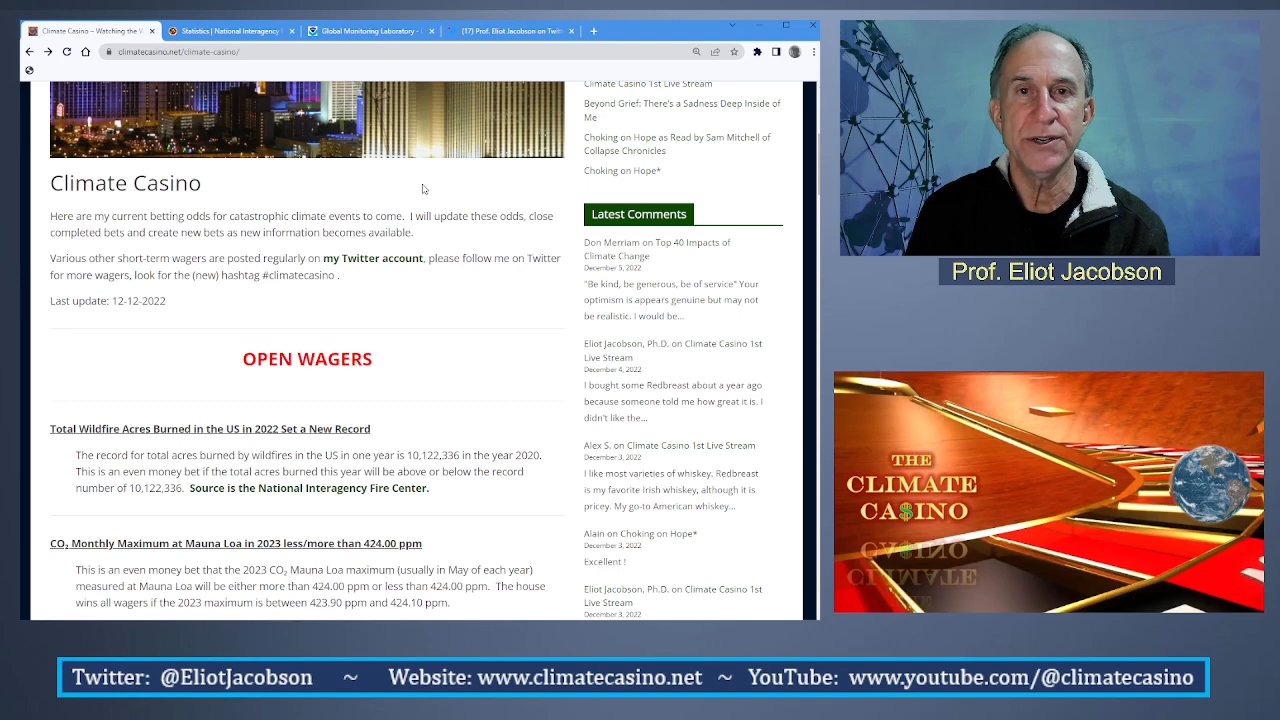 Climate Casino – Watching the W
Statistics | National Interagency F
Global Monitoring Laboratory -
(17) Prof. Eliot Jacobson on Twitt
climatecasino.net/climate-casino/
Climate Casino
Here are my current betting odds for catastrophic climate events to come. I will update these odds, close
completed bets and create new bets as new information becomes available.
Various other short-term wagers are posted regularly on my Twitter account, please follow me on Twitter
for more wagers, look for the (new) hashtag #climatecasino .
Last update: 12-12-2022
OPEN WAGERS
Total Wildfire Acres Burned in the US in 2022 Set a New Record
The record for total acres burned by wildfires in the US in one year is 10,122,336 in the year 2020.
This is an even money bet if the total acres burned this year will be above or below the record
number of 10,122,336. Source is the National Interagency Fire Center.
CO₂ Monthly Maximum at Mauna Loa in 2023 less/more than 424.00 ppm
This is an even money bet that the 2023 CO₂ Mauna Loa maximum (usually in May of each year)
measured at Mauna Loa will be either more than 424.00 ppm or less than 424.00 ppm. The house
wins all wagers if the 2023 maximum is between 423.90 ppm and 424.10 ppm.
Climate Casino 1st Live Stream
Beyond Grief: There's a Sadness Deep Inside of
Me
Choking on Hope as Read by Sam Mitchell of
Collapse Chronicles
Choking on Hope*
Latest Comments
Don Merriam on Top 40 Impacts of
Climate Change
December 5, 2022
"Be kind, be generous, be of service" Your
optimism is appears genuine but may not
be realistic. I would be...
Eliot Jacobson, Ph.D. on Climate Casino 1st
Live Stream
December 4, 2022
I bought some Redbreast about a year ago
because someone told me how great it is. I
didn't like the...
Alex S. on Climate Casino 1st Live Stream
December 3, 2022
I like most varieties of whiskey. Redbreast
is my favorite Irish whiskey, although it is
pricey. My go-to American whiskey...
Alain on Choking on Hope*
December 3, 2022
Excellent !
Eliot Jacobson, Ph.D. on Climate Casino 1st
Live Stream
December 3, 2022
Prof. Eliot Jacobson
THE
CLIMATE
CA$INO
Twitter: @EliotJacobson ~ Website: www.climatecasino.net ~ YouTube: www.youtube.com/@climatecasino